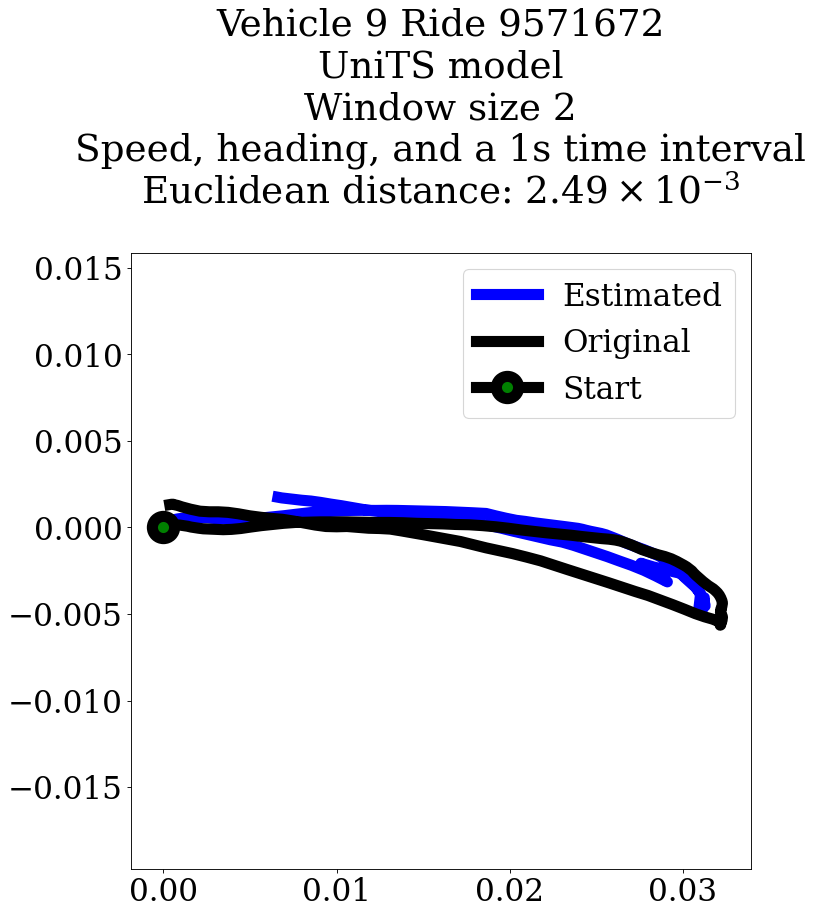 Vehicle 9 Ride 9571672
UniTS model
Window size 2
Speed, heading, and a 1s time interval
Euclidean distance: 2.49 × 10⁻³
Estimated
Original
Start
0.015
0.010
0.005
0.000
−0.005
−0.010
−0.015
0.00 0.01 0.02 0.03